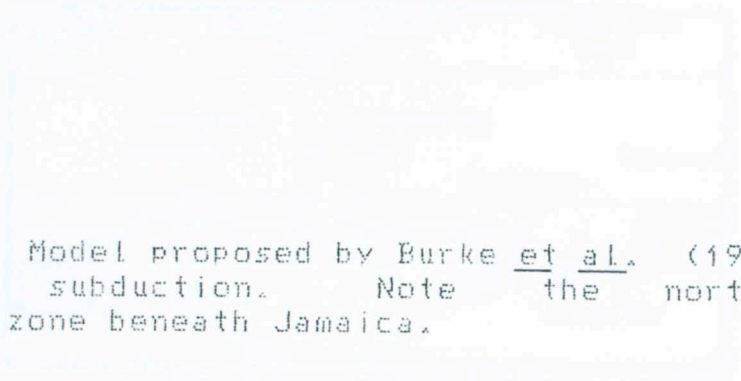 Model proposed by Burke et al. (19
subduction. Note the nort
zone beneath Jamaica.